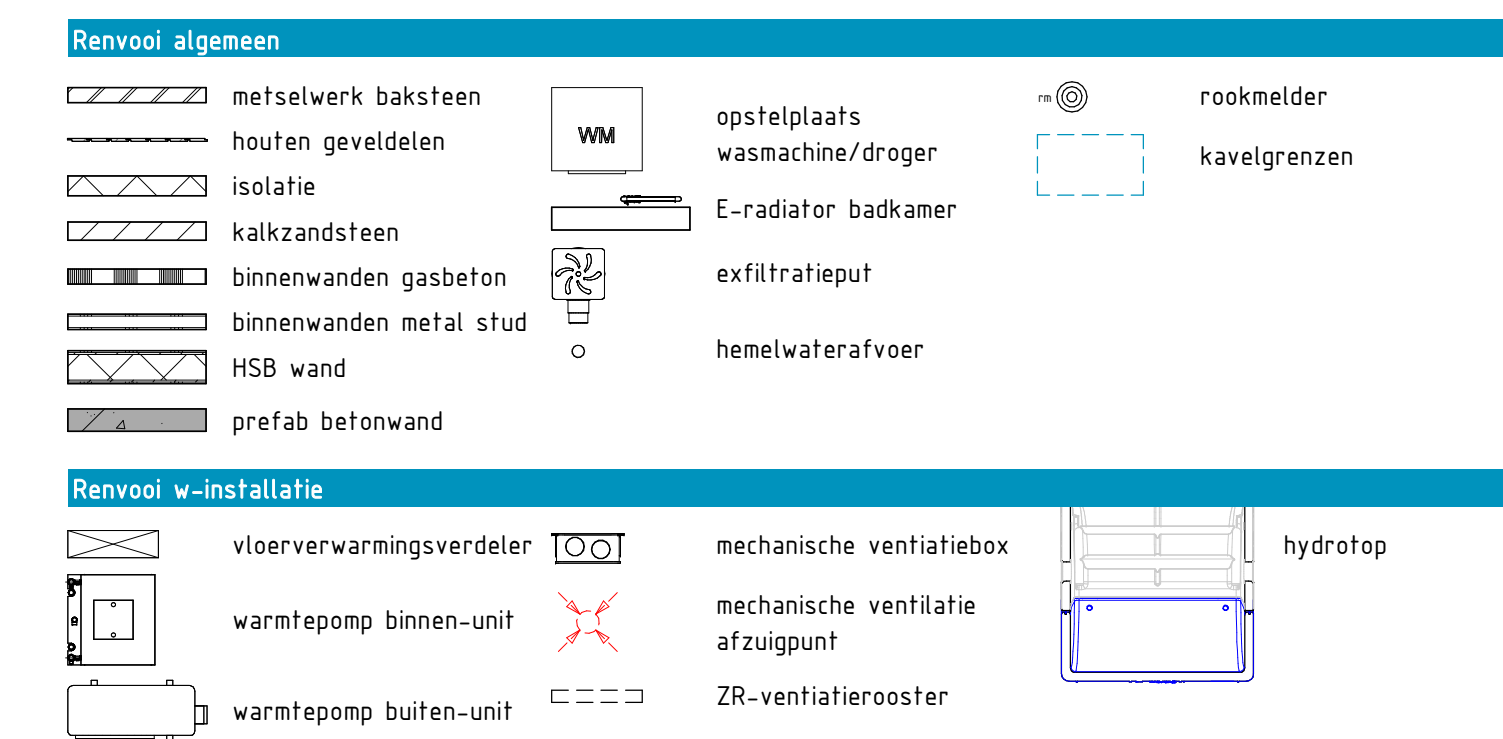 Renvooi algemeen
metselwerk baksteen
houten geveldelen
isolatie
kalkzandsteen
binnenwanden gasbeton
binnenwanden metal stud
HSB wand
prefab betonwand
WM
opstelplaats
wasmachine/droger
E-radiator badkamer
exfiltratieput
hemelwaterafvoer
rm
rookmelder
kavelgrenzen
Renvooi w-installatie
vloerverwarmingsverdeler
warmtepomp binnen-unit
warmtepomp buiten-unit
mechanische ventiatiebox
mechanische ventilatie
afzuigpunt
ZR-ventiatierooster
hydrotop